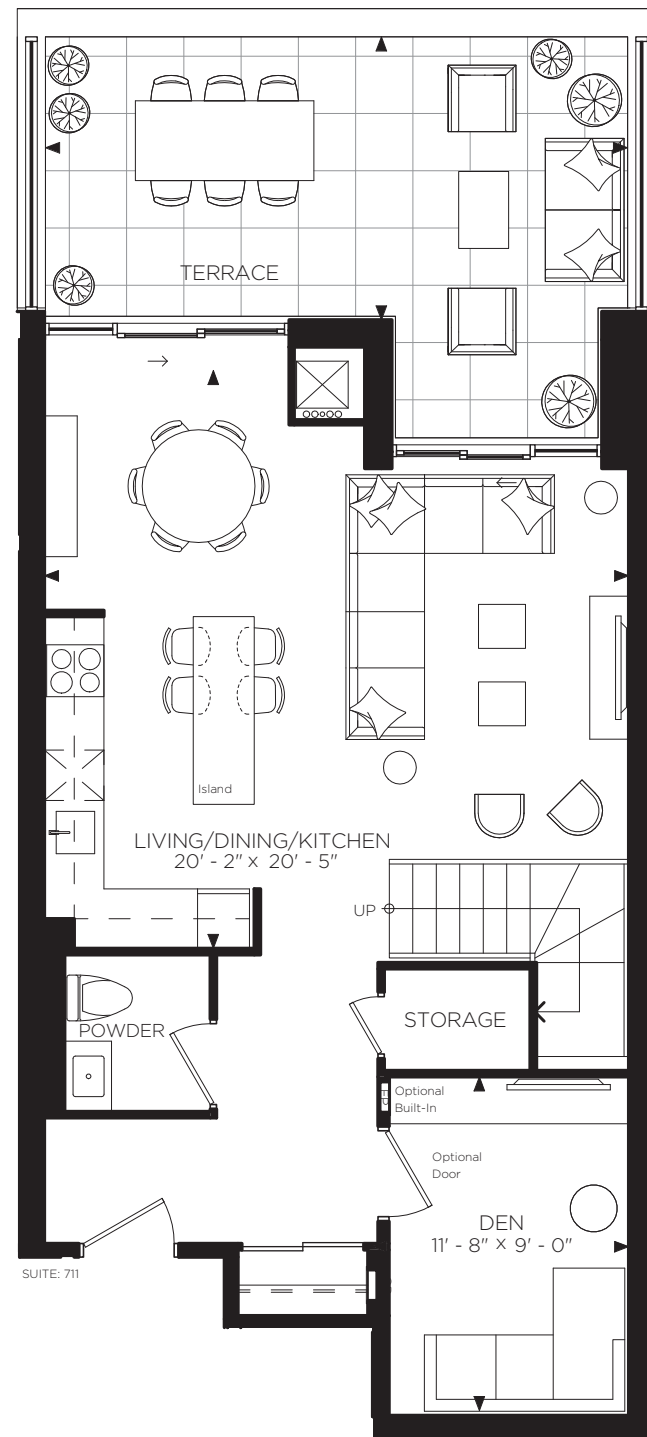 TERRACE
Island
LIVING/DINING/KITCHEN
20' - 2" x 20' - 5"
UP
STORAGE
POWDER
Optional
Built-In
Optional
Door
DEN
11' - 8" x 9' - 0"
SUITE: 711